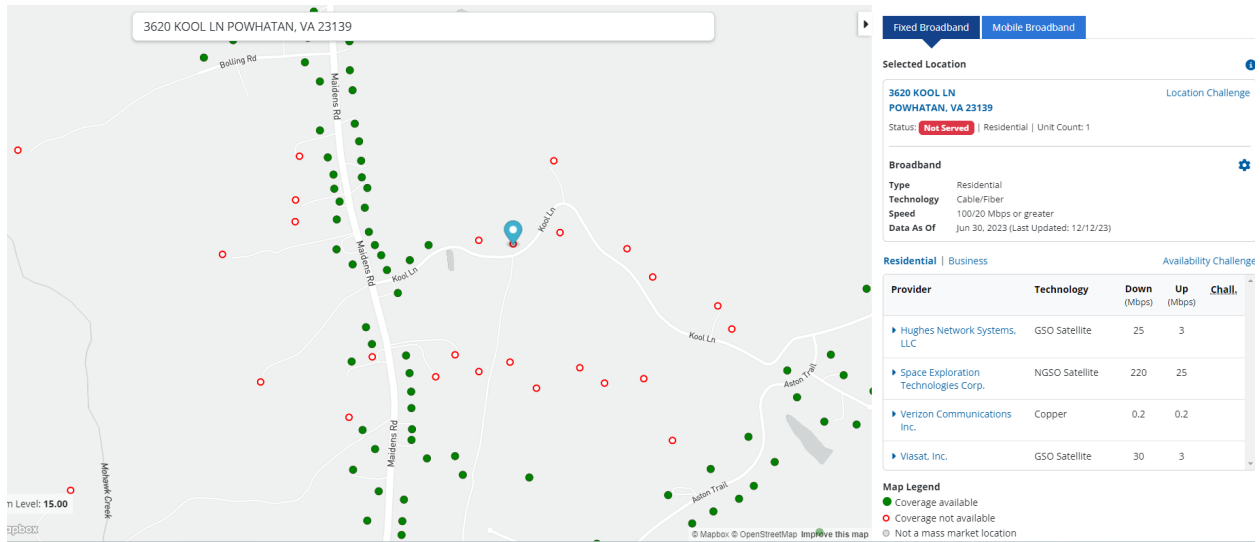 3620 KOOL LN POWHATAN, VA 23139
Bolling Rd
Maidens Rd
Kool Ln
Maidens Rd
Kool Ln
Kool Ln
Aston Trail
Maidens Rd
Aston Trail
Mohawk Creek
m Level: 15.00
mapbox
© Mapbox © OpenStreetMap Improve this map
Fixed Broadband
Mobile Broadband
Selected Location
3620 KOOL LN
POWHATAN, VA 23139
Location Challenge
Status: Not Served | Residential | Unit Count: 1
Broadband
Type Residential
Technology Cable/Fiber
Speed 100/20 Mbps or greater
Data As Of Jun 30, 2023 (Last Updated: 12/12/23)
Residential | Business
Availability Challenge
Provider Technology Down (Mbps) Up (Mbps) Chall.
Hughes Network Systems, LLC GSO Satellite 25 3
Space Exploration Technologies Corp. NGSO Satellite 220 25
Verizon Communications Inc. Copper 0.2 0.2
Viasat, Inc. GSO Satellite 30 3
Map Legend
Coverage available
Coverage not available
Not a mass market location